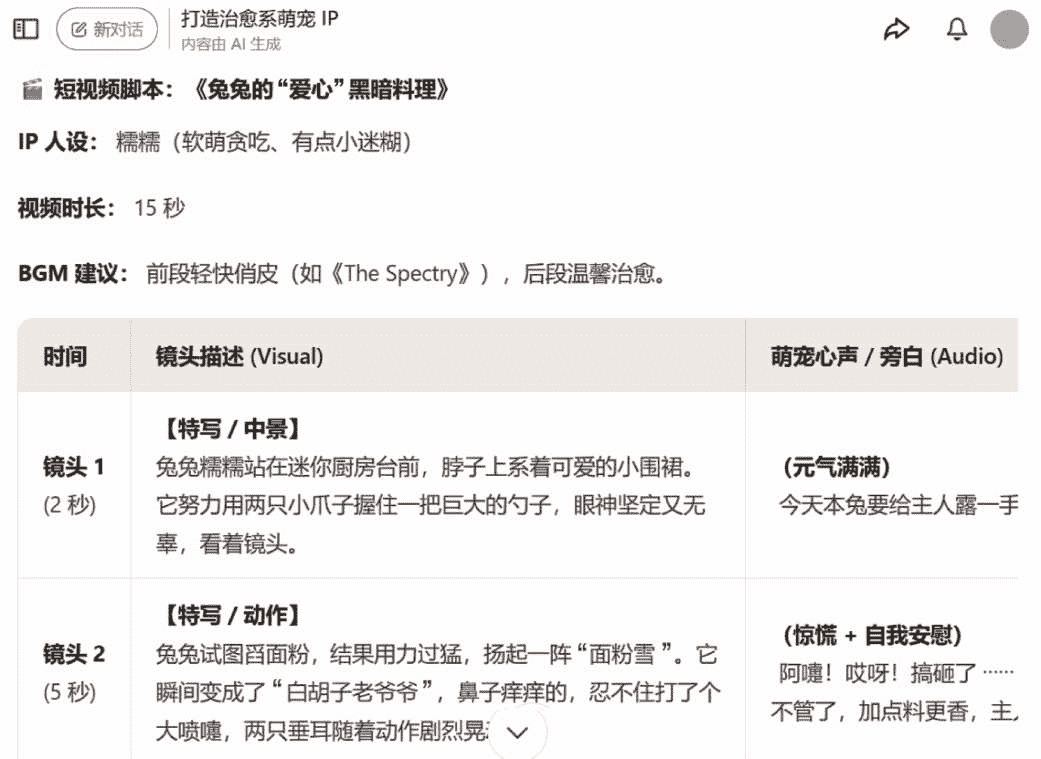 新对话
打造治愈系萌宠 IP
内容由 AI 生成
短视频脚本：《兔兔的“爱心”黑暗料理》
IP 人设： 糯糯（软萌贪吃、有点小迷糊）
视频时长： 15 秒
BGM 建议： 前段轻快俏皮（如《The Spectry》），后段温馨治愈。
时间
镜头描述 (Visual)
萌宠心声 / 旁白 (Audio)
镜头 1
(2 秒)
【特写 / 中景】
兔兔糯糯站在迷你厨房台前，脖子上系着可爱的小围裙。
它努力用两只小爪子握住一把巨大的勺子，眼神坚定又无
辜，看着镜头。
(元气满满)
今天本兔要给主人露一手
镜头 2
(5 秒)
【特写 / 动作】
兔兔试图舀面粉，结果用力过猛，扬起一阵“面粉雪 ”。它
瞬间变成了“白胡子老爷爷”，鼻子痒痒的，忍不住打了个
大喷嚏，两只垂耳随着动作剧烈晃
(惊慌 + 自我安慰)
阿嚏！哎呀！搞砸了 ······
不管了，加点料更香，主